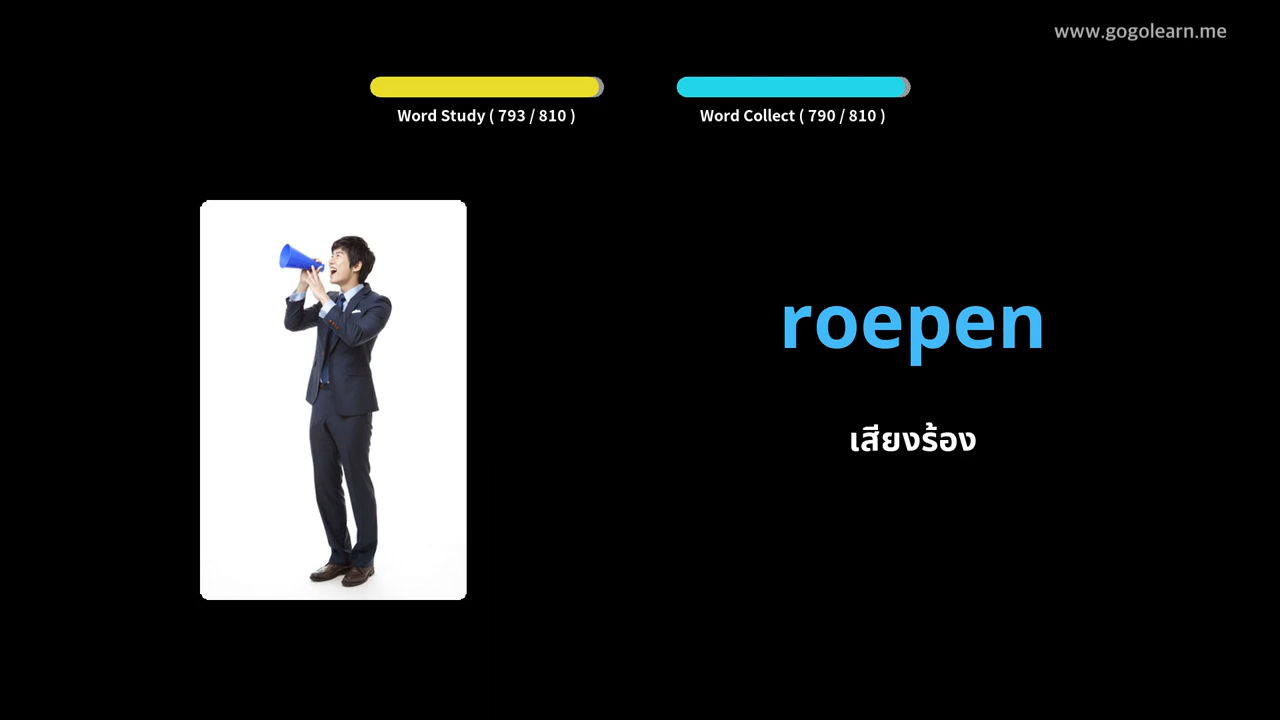 www.gogolearn.me
Word Study ( 793 / 810 )
Word Collect ( 790 / 810 )
roepen
เสียงร้อง